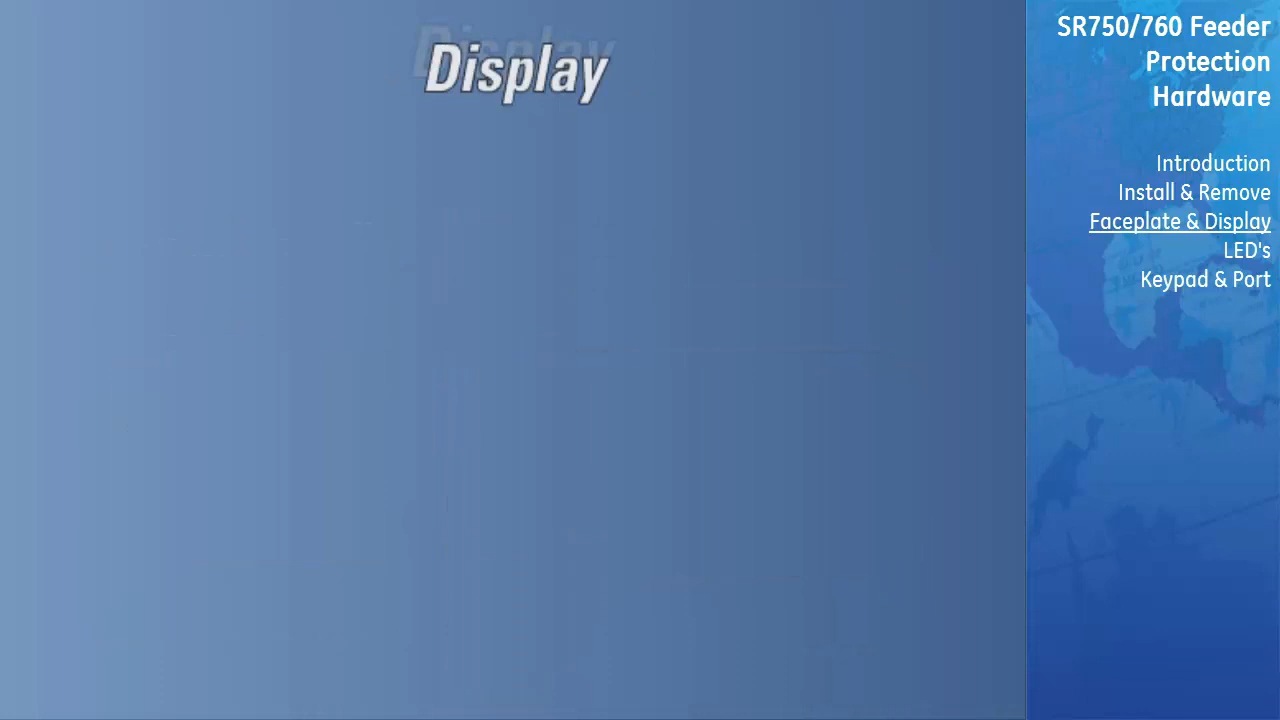 Display
SR750/760 Feeder
Protection
Hardware
Introduction
Install & Remove
Faceplate & Display
LED's
Keypad & Port